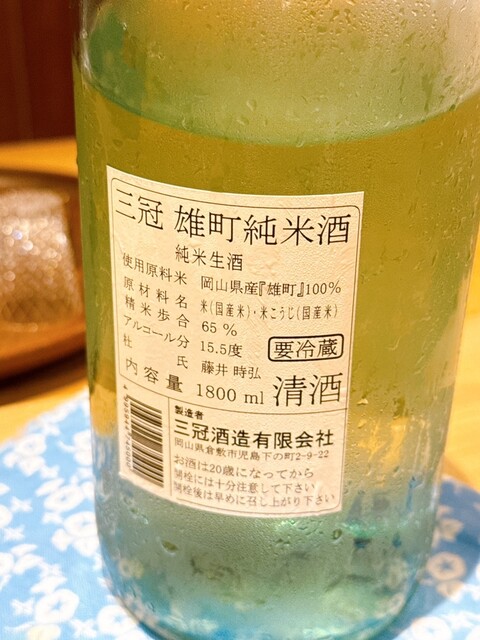 三冠 雄町純米酒
純米生酒
使用原料米 岡山県産『雄町』100%
原材料名 米(国産米)・米こうじ(国産米)
精米歩合 65%
アルコール分 15.5度
要冷蔵
杜氏 藤井 時弘
内容量 1800 ml 清酒
製造者
三冠酒造有限会社
岡山県倉敷市児島下の町2-9-22
お酒は20歳になってから
開栓には十分注意して下さい
開栓後は早めに召し上がり下さい